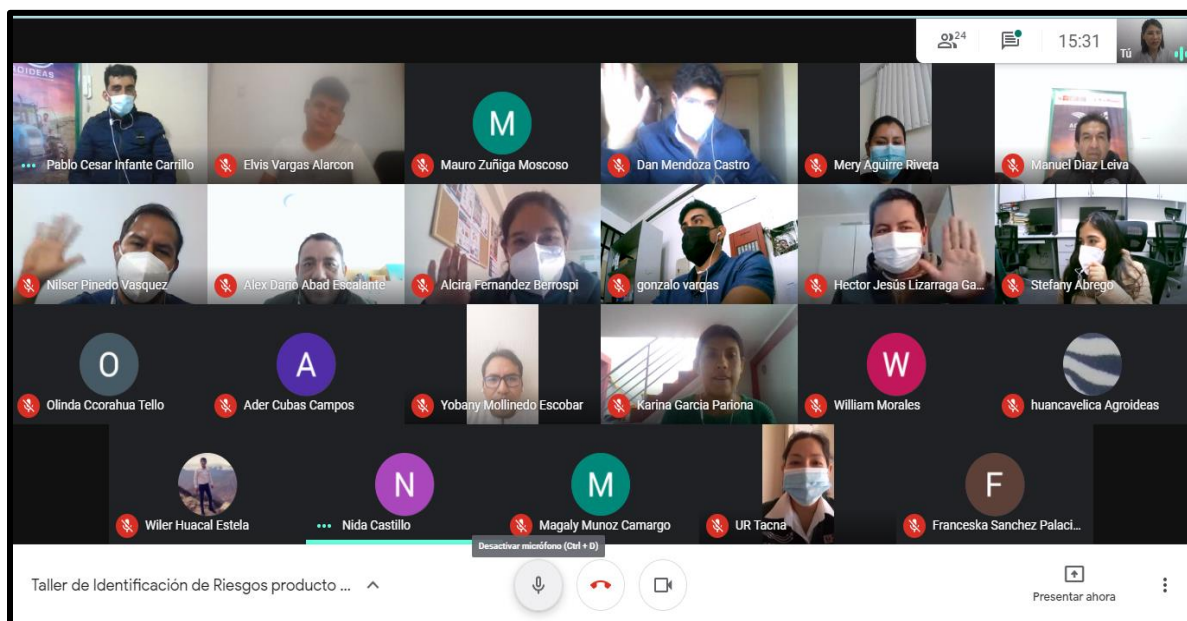 24
15:31
Tú
OIDEAS
Pablo Cesar Infante Carrillo
Elvis Vargas Alarcon
M
Mauro Zuñiga Moscoso
Dan Mendoza Castro
Mery Aguirre Rivera
Manuel Diaz Leiva
Nilser Pinedo Vasquez
Alex Dario Abad Escalante
Alcira Fernandez Berrospi
gonzalo vargas
Hector Jesús Lizarraga Ga...
Stefany Abrego
O
Olinda Ccorahua Tello
A
Ader Cubas Campos
Yobany Mollinedo Escobar
Karina Garcia Pariona
W
William Morales
huancavelica Agroideas
Wiler Huacal Estela
N
Nida Castillo
M
Magaly Munoz Camargo
UR Tacna
F
Franceska Sanchez Palaci...
Desactivar micrófono (Ctrl + D)
Taller de Identificación de Riesgos producto ...
Presentar ahora